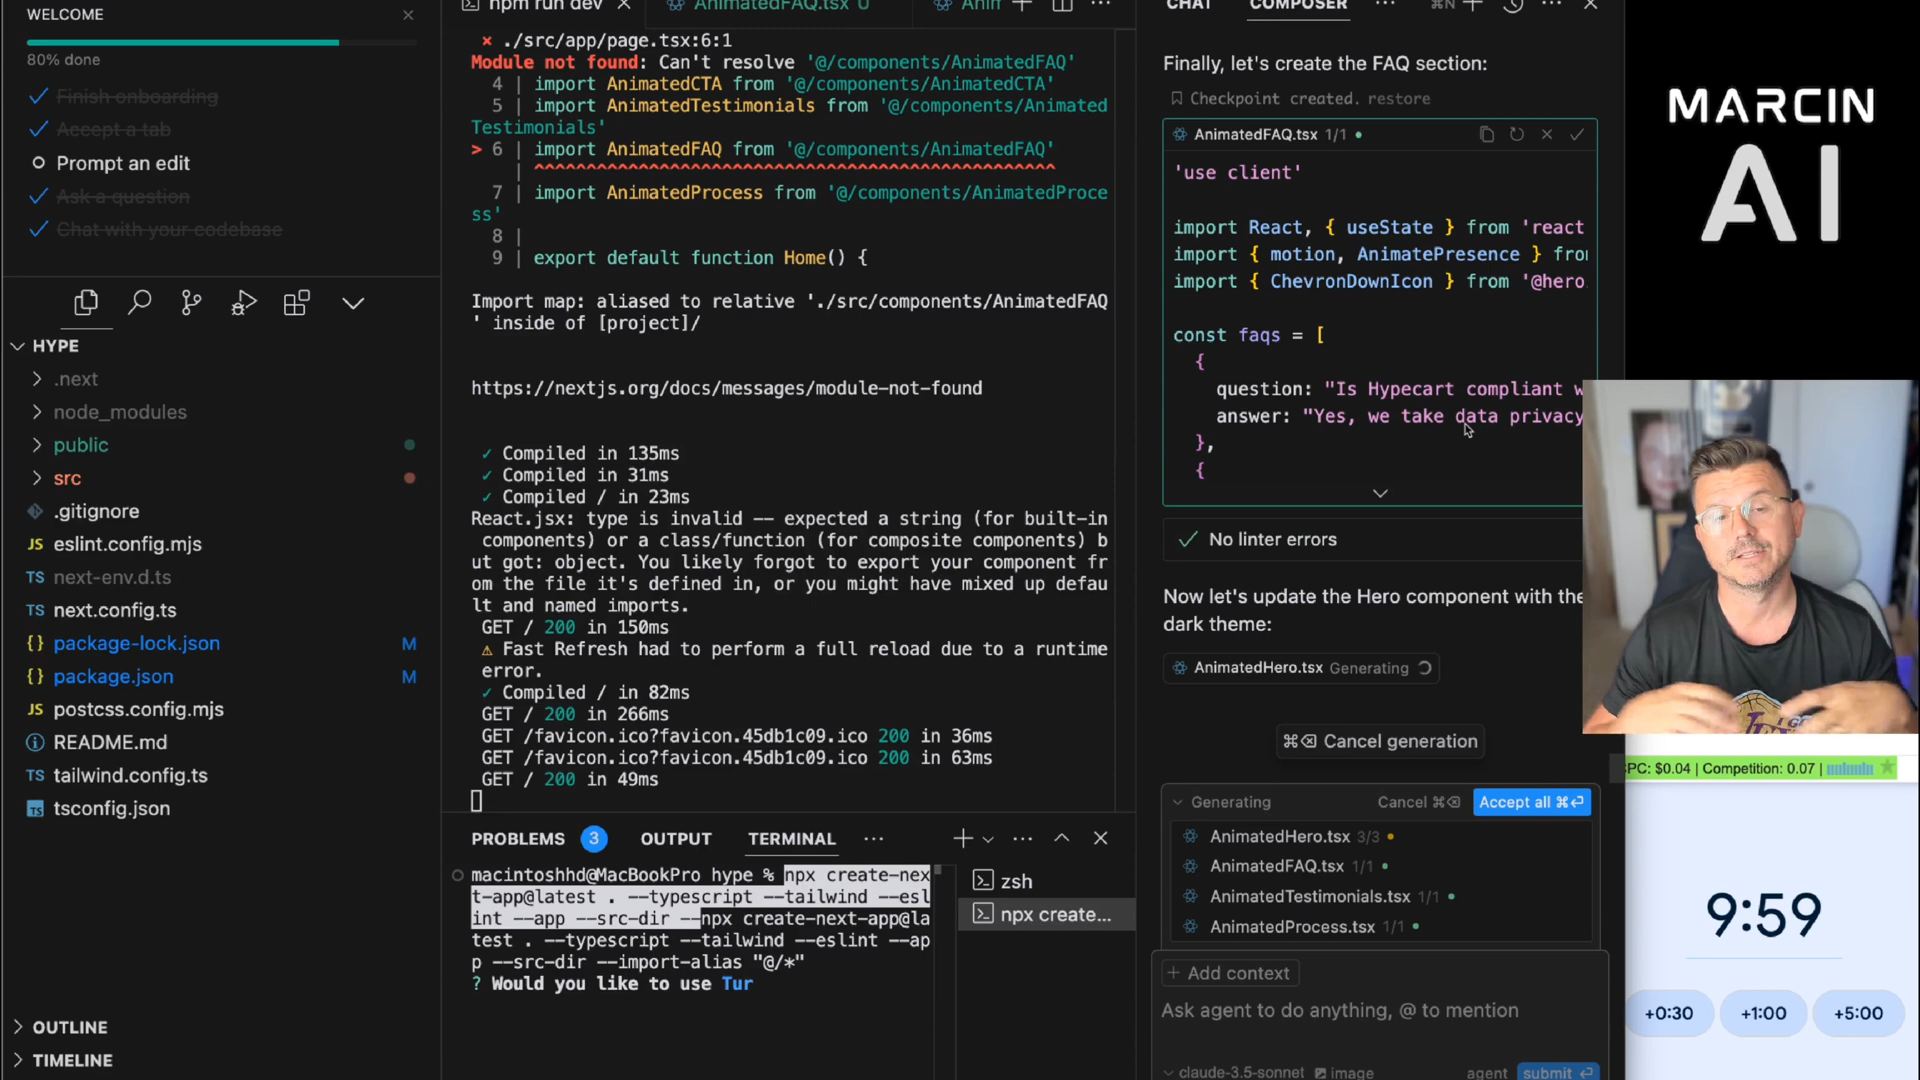 WELCOME
80% done
Finish onboarding
Accept a tab
Prompt an edit
Ask a question
Chat with your codebase
HYPE
.next
node_modules
public
src
.gitignore
JS eslint.config.mjs
TS next-env.d.ts
TS next.config.ts
{} package-lock.json M
{} package.json M
JS postcss.config.mjs
README.md
TS tailwind.config.ts
TS tsconfig.json
OUTLINE
TIMELINE
npm run dev
AnimatedFAQ.tsx U
× ./src/app/page.tsx:6:1
Module not found: Can't resolve '@/components/AnimatedFAQ'
4 | import AnimatedCTA from '@/components/AnimatedCTA'
5 | import AnimatedTestimonials from '@/components/Animated
Testimonials'
> 6 | import AnimatedFAQ from '@/components/AnimatedFAQ'
| ^^^^^^^^^^^^^^^^^^^^^^^^^^^^^^^^^^^^^^^^^^^^^^^^^^
7 | import AnimatedProcess from '@/components/AnimatedProce
ss'
8 |
9 | export default function Home() {
Import map: aliased to relative './src/components/AnimatedFAQ
' inside of [project]/
https://nextjs.org/docs/messages/module-not-found
✓ Compiled in 135ms
✓ Compiled in 31ms
✓ Compiled / in 23ms
React.jsx: type is invalid -- expected a string (for built-in
components) or a class/function (for composite components) b
ut got: object. You likely forgot to export your component fr
om the file it's defined in, or you might have mixed up defau
lt and named imports.
GET / 200 in 150ms
⚠ Fast Refresh had to perform a full reload due to a runtime
error.
✓ Compiled / in 82ms
GET / 200 in 266ms
GET /favicon.ico?favicon.45db1c09.ico 200 in 36ms
GET /favicon.ico?favicon.45db1c09.ico 200 in 63ms
GET / 200 in 49ms
PROBLEMS 3 OUTPUT TERMINAL
macintoshhd@MacBookPro hype % npx create-nex
t-app@latest . --typescript --tailwind --esl
int --app --src-dir --npx create-next-app@la
test . --typescript --tailwind --eslint --ap
p --src-dir --import-alias "@/*"
? Would you like to use Tur
zsh
npx create...
CHAT COMPOSER ⌘N
Finally, let's create the FAQ section:
Checkpoint created. restore
AnimatedFAQ.tsx 1/1
'use client'
import React, { useState } from 'react
import { motion, AnimatePresence } from
import { ChevronDownIcon } from '@hero.
const faqs = [
{
question: "Is Hypecart compliant w
answer: "Yes, we take data privacy
},
{
No linter errors
Now let's update the Hero component with the
dark theme:
AnimatedHero.tsx Generating
⌘⌫ Cancel generation
Generating Cancel ⌘⌫ Accept all ⌘⏎
AnimatedHero.tsx 3/3
AnimatedFAQ.tsx 1/1
AnimatedTestimonials.tsx 1/1
AnimatedProcess.tsx 1/1
+ Add context
Ask agent to do anything, @ to mention
claude-3.5-sonnet image agent submit ⏎
MARCIN
AI
PC: $0.04 | Competition: 0.07 |
9:59
+0:30 +1:00 +5:00